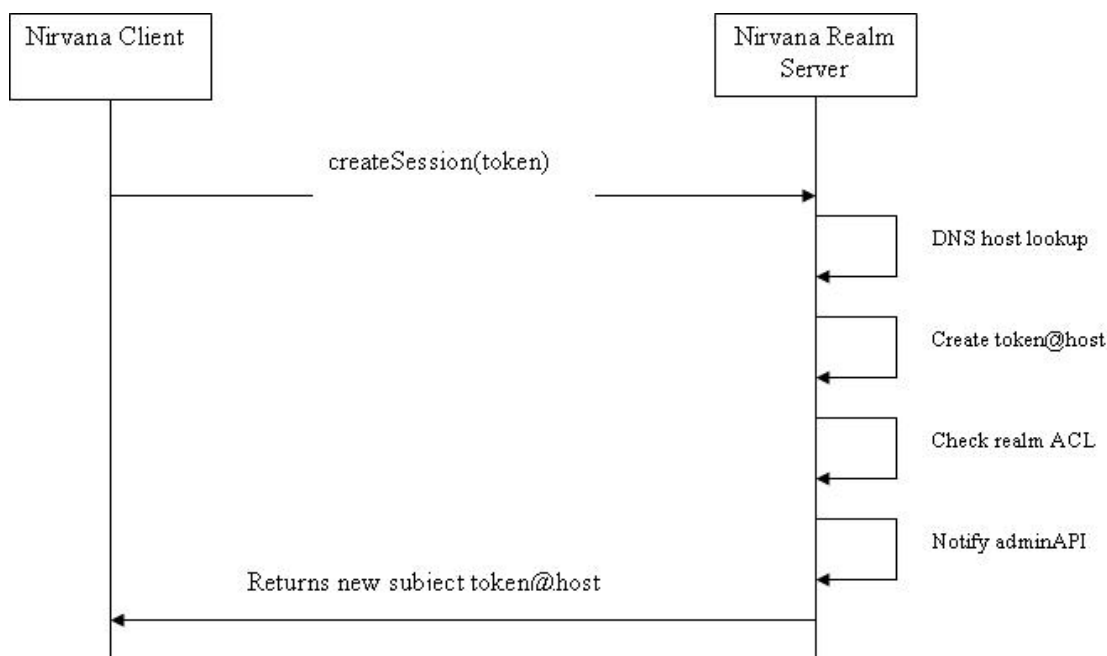 Nirvana Client
Nirvana Realm
Server
createSession(token)
DNS host lookup
Create token@host
Check realm ACL
Notify adminAPI
Returns new subject token@host